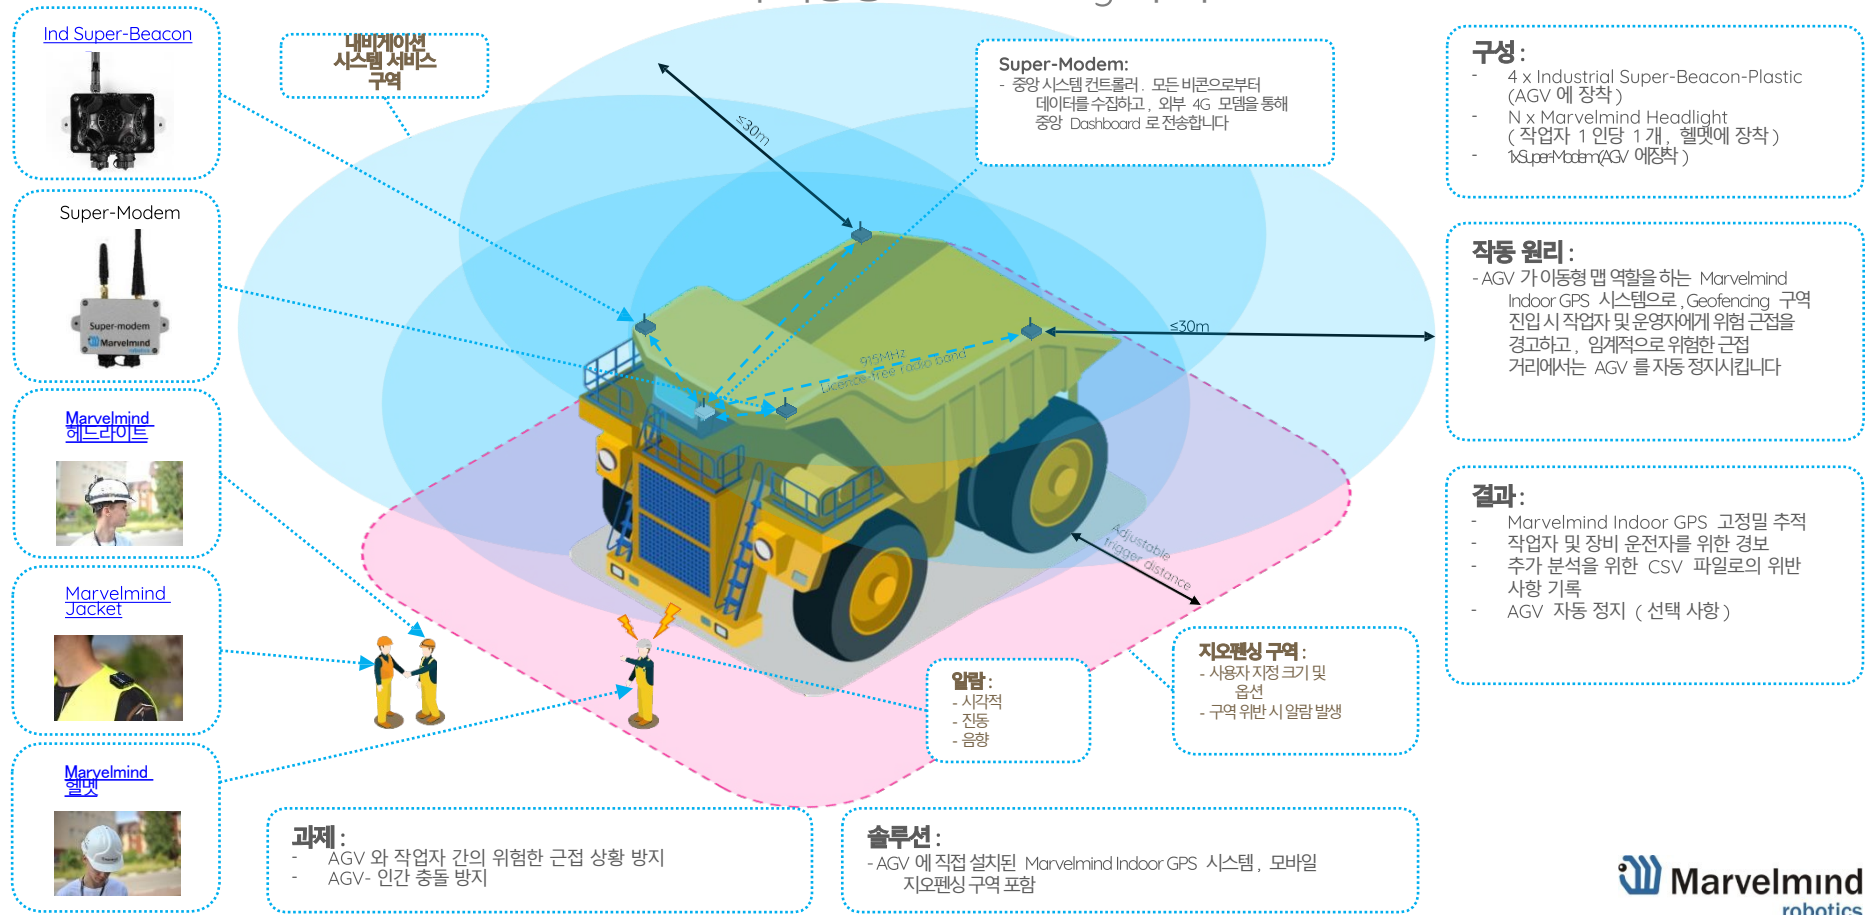 Ind Super-Beacon
내비게이션
시스템 서비스
구역
Super-Modem:
- 중앙 시스템 컨트롤러. 모든 비콘으로부터
데이터를 수집하고, 외부 4G 모뎀을 통해
중앙 Dashboard 로 전송합니다
구성 :
- 4 x Industrial Super-Beacon-Plastic
(AGV 에 장착 )
- N x Marvelmind Headlight
( 작업자 1 인당 1 개, 헬멧에 장착 )
- 1xSuper-Modem(AGV 에장착 )
≤30m
Super-Modem
Super-modem
Marvelmind
robotics
작동 원리 :
- AGV 가 이동형 맵 역할을 하는 Marvelmind
Indoor GPS 시스템으로 , Geofencing 구역
진입 시 작업자 및 운영자에게 위험 근접을
경고하고 , 임계적으로 위험한 근접
거리에서는 AGV 를 자동 정지시킵니다
≤30m
915MHz
Licence-free radio band
Marvelmind
헤드라이트
결과 :
- Marvelmind Indoor GPS 고정밀 추적
- 작업자 및 장비 운전자를 위한 경보
- 추가 분석을 위한 CSV 파일로의 위반
사항 기록
- AGV 자동 정지 ( 선택 사항 )
Adjustable
triager distance
Marvelmind
Jacket
알람 :
- 시각적
- 진동
- 음향
지오펜싱 구역 :
- 사용자 지정 크기 및
옵션
- 구역 위반 시 알람 발생
Marvelmind
헬멧
과제 :
- AGV 와 작업자 간의 위험한 근접 상황 방지
- AGV- 인간 충돌 방지
솔루션 :
- AGV 에 직접 설치된 Marvelmind Indoor GPS 시스템 , 모바일
지오펜싱 구역 포함
Marvelmind
robotics